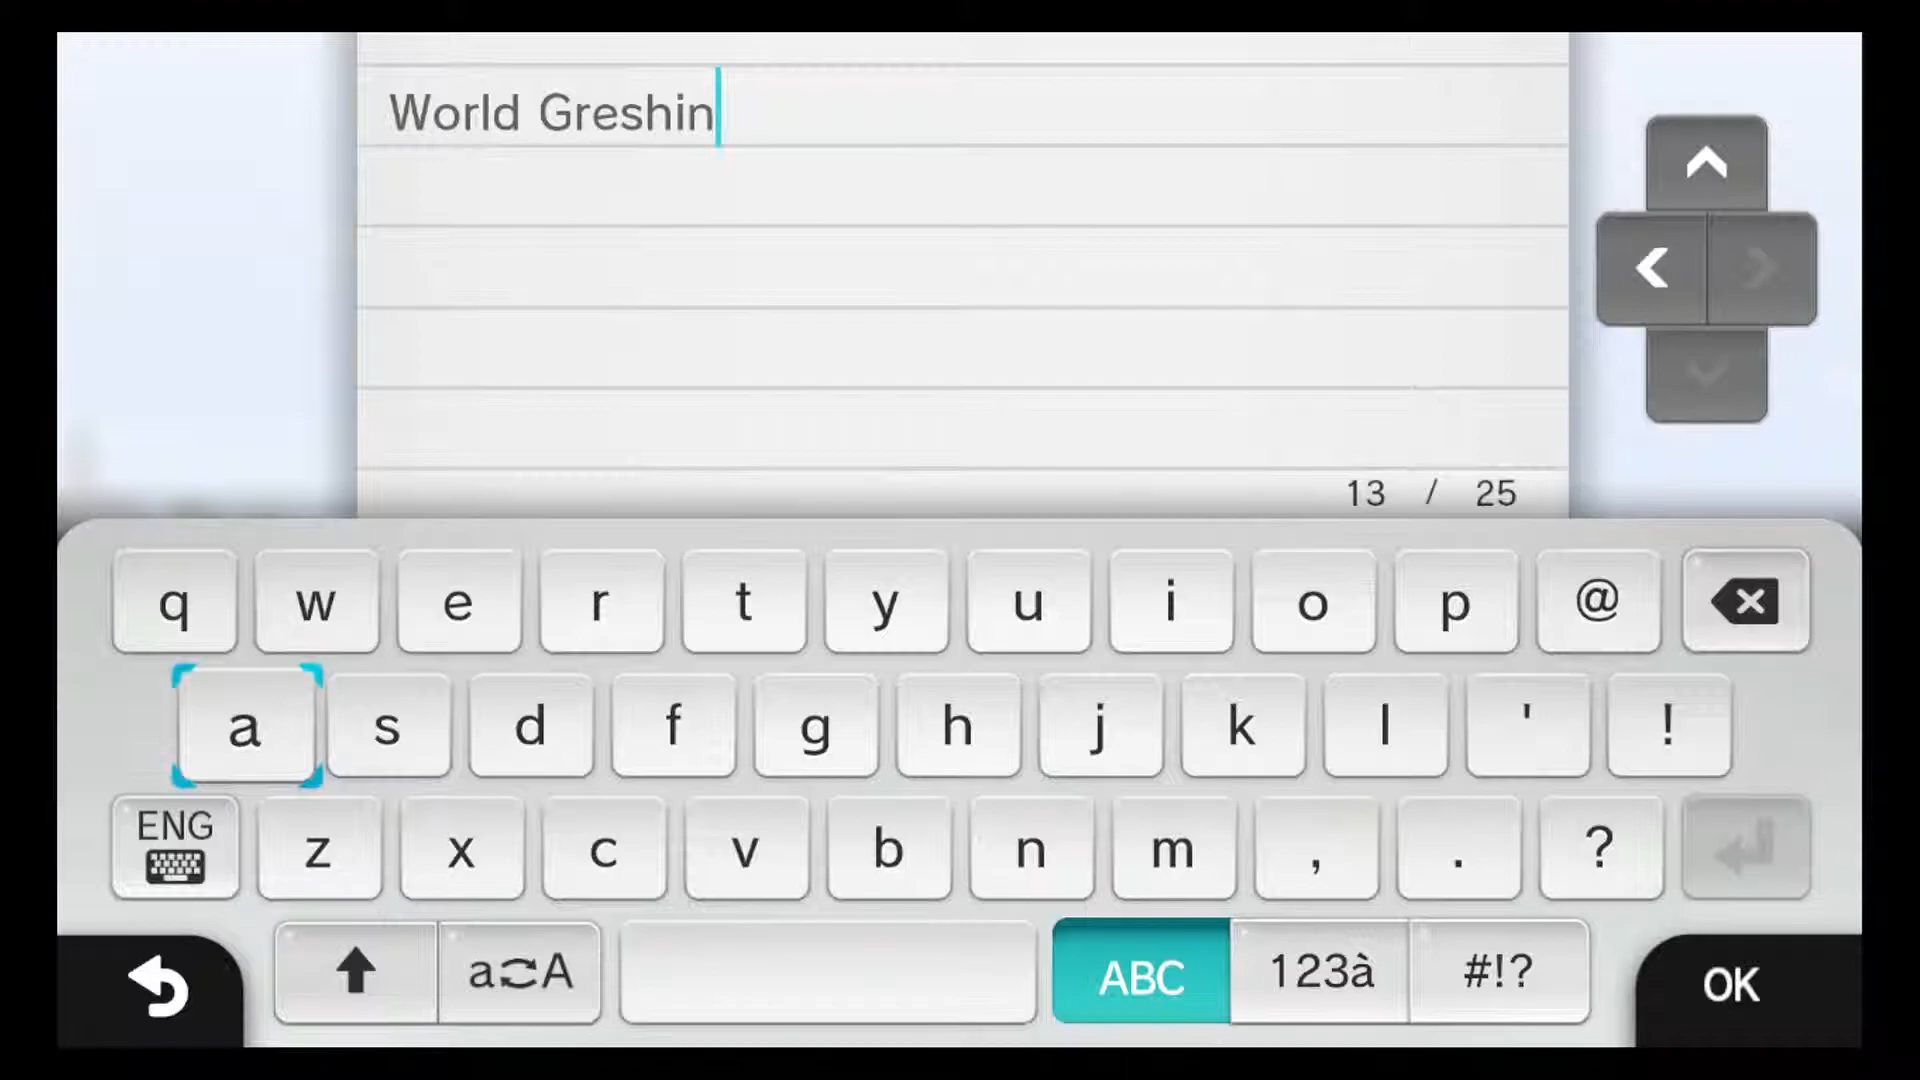 World Greshin
13 / 25
q w e r t y u i o p @
a s d f g h j k l ' !
ENG z x c v b n m , . ?
a A ABC 123à #!? OK